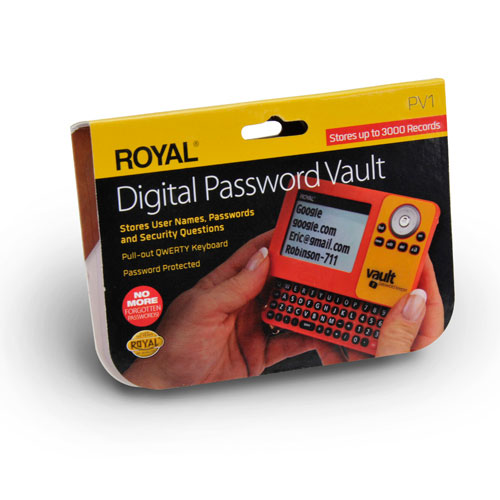 PV1
Stores up to 3000 Records
ROYAL®
Digital Password Vault
Stores User Names, Passwords
and Security Questions
Pull-out QWERTY Keyboard
Password Protected
NO
MORE
FORGOTTEN
PASSWORDS!
ROYAL
ROYAL
Google
google.com
Eric@gmail.com
Robinson-711
vault